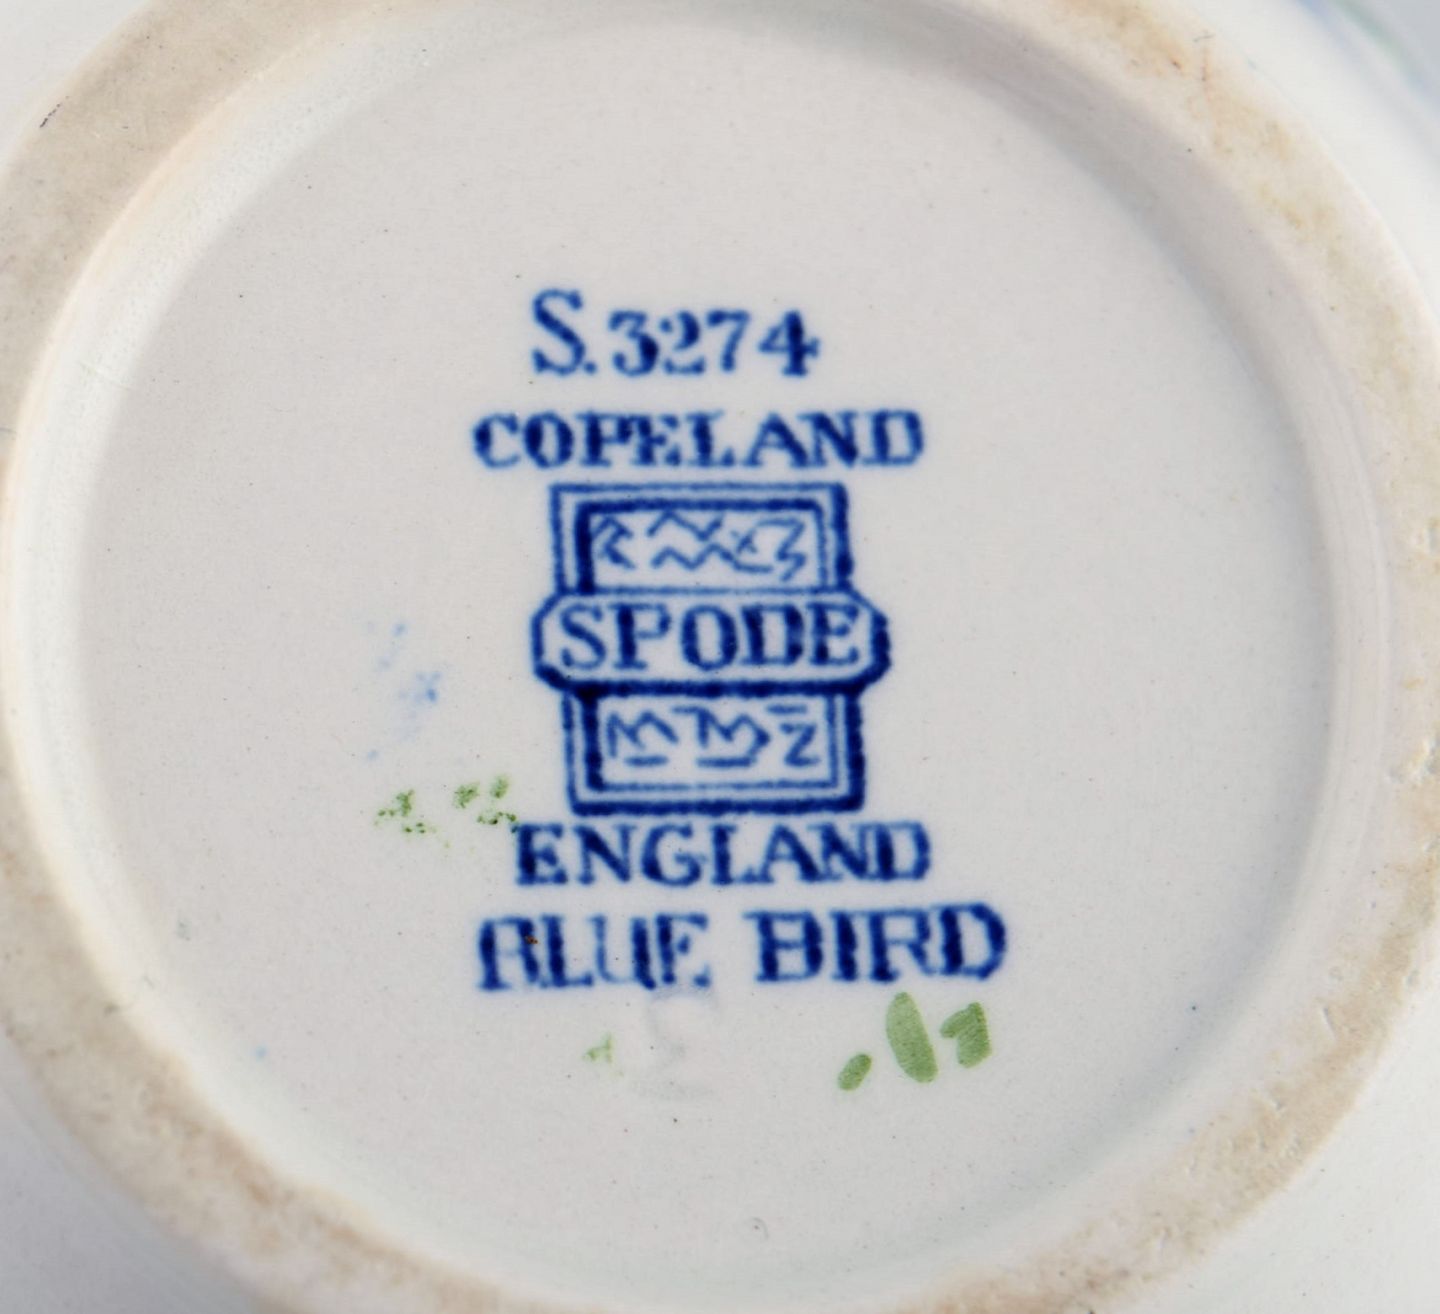 S.3274
COPELAND
SPODE
ENGLAND
BLUE BIRD